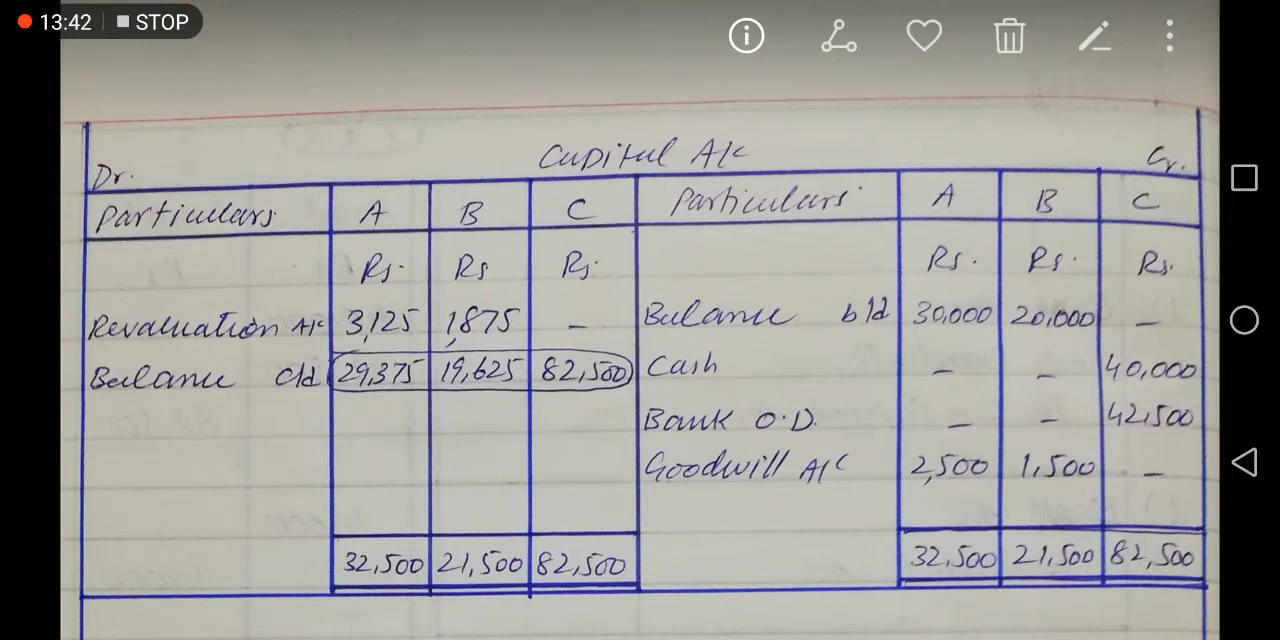 13:42 STOP
Capital A/c
Dr. Cr.
Particulars A B C Particulars A B C
Rs. Rs Rs. Rs. Rs. Rs.
Revaluation A/c 3,125 1,875 - Balance b/d 30,000 20,000 -
Balance c/d 29,375 19,625 82,500 Cash - - 40,000
Bank O.D. - - 42,500
Goodwill A/c 2,500 1,500 -
32,500 21,500 82,500 32,500 21,500 82,500